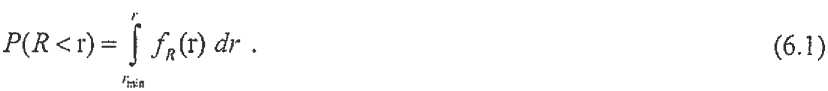 P(R < r) = ∫_{r_min}^{r} f_R(r) dr . (6.1)